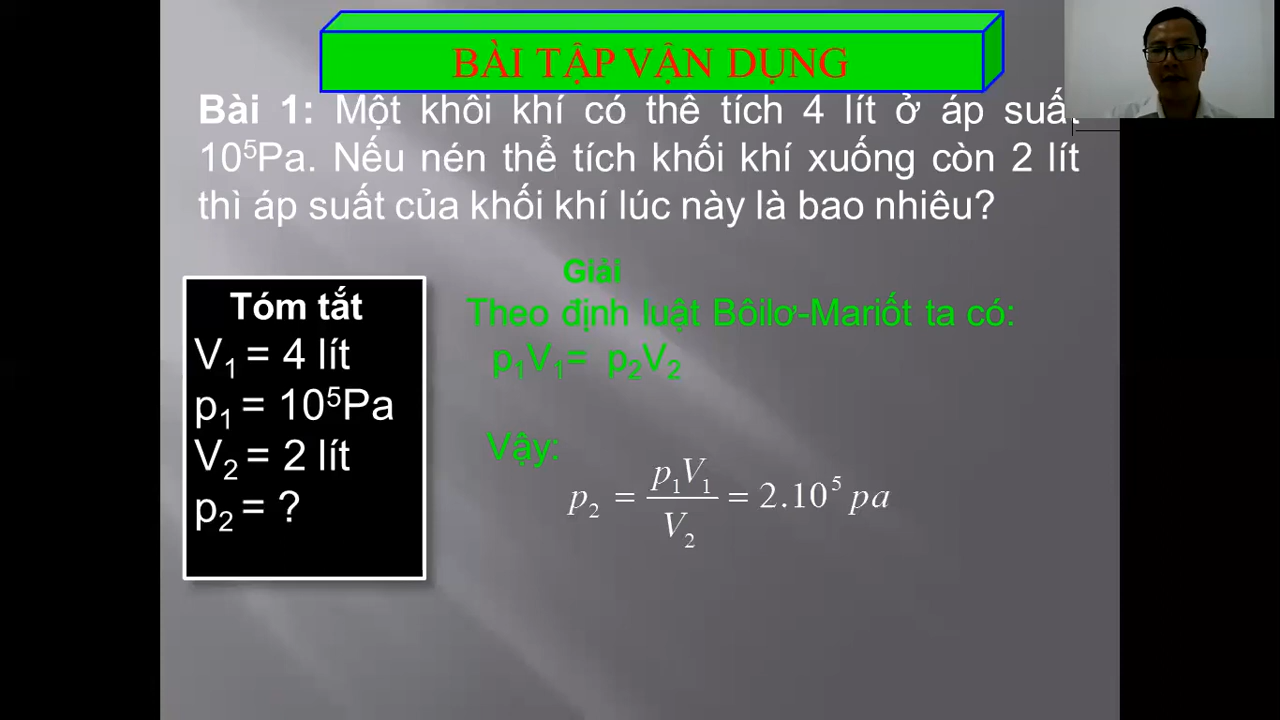 BÀI TẬP VẬN DỤNG
Bài 1: Một khối khí có thể tích 4 lít ở áp suất
10⁵Pa. Nếu nén thể tích khối khí xuống còn 2 lít
thì áp suất của khối khí lúc này là bao nhiêu?
Giải
Theo định luật Bôilơ-Mariốt ta có:
p₁V₁= p₂V₂
Vậy:
p₂ = p₁V₁ / V₂ = 2.10⁵ pa
Tóm tắt
V₁ = 4 lít
p₁ = 10⁵Pa
V₂ = 2 lít
p₂ = ?